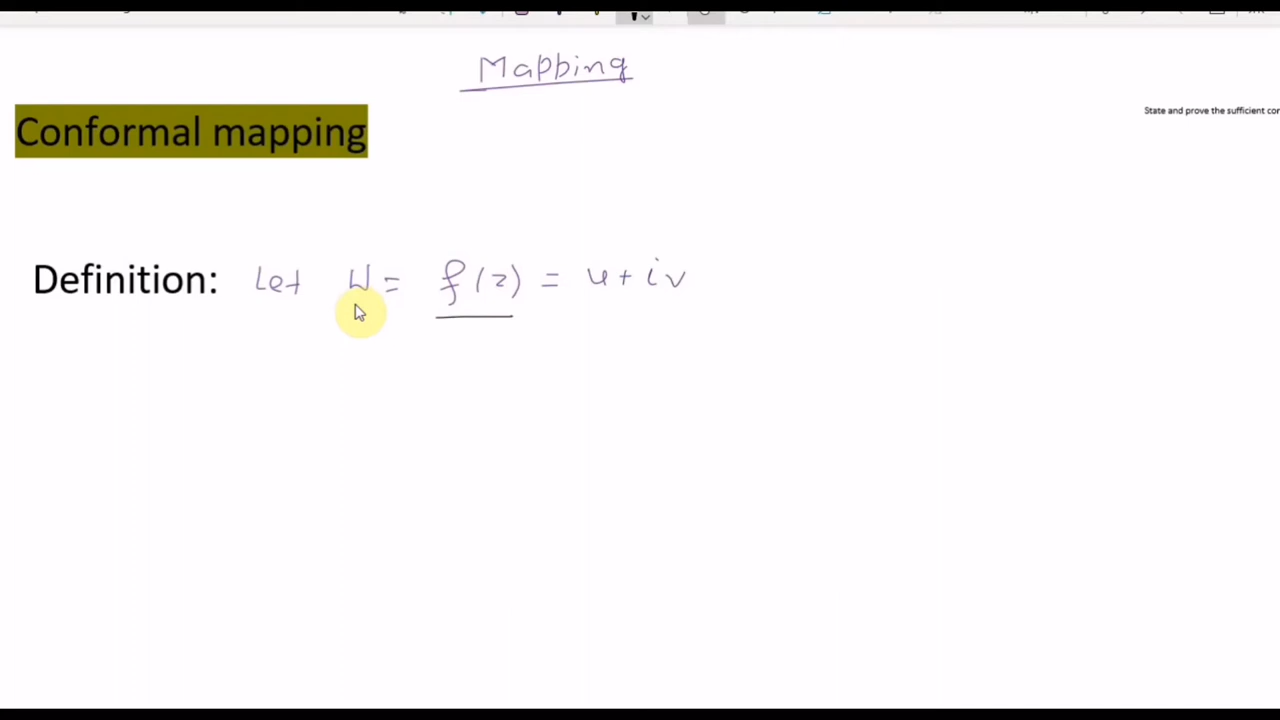 Mapping
Conformal mapping
State and prove the sufficient cor
Definition: Let W = f(z) = u + iv